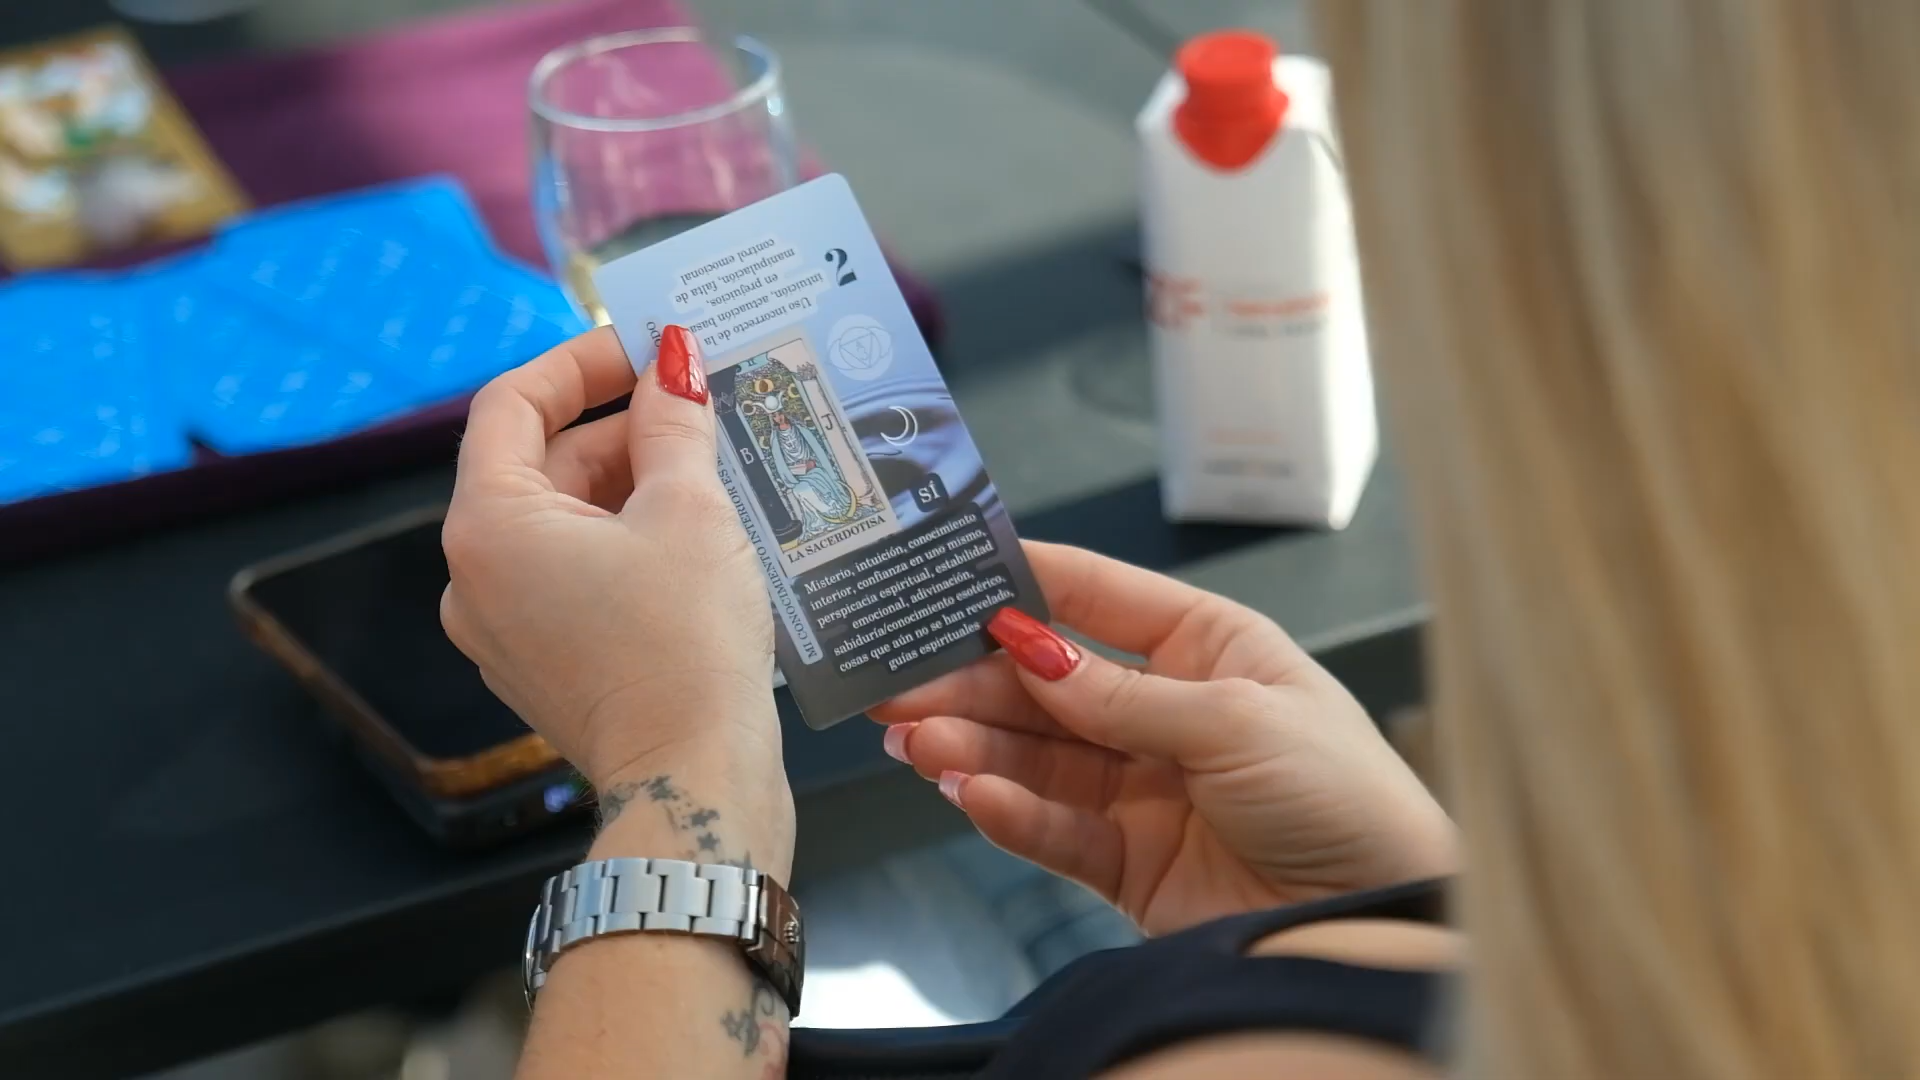 2
Uso incorrecto de la
intuición, actuación
en prejuicios,
manipulación, falta de
control emocional
II
B
J
LA SACERDOTISA
SÍ
MI CONOCIMIENTO INTERIOR ES
Misterio, intuición, conocimiento
interior, confianza en uno mismo,
perspicacia espiritual, estabilidad
emocional, adivinación,
sabiduría/conocimiento esotérico,
cosas que aún no se han revelado,
guías espirituales